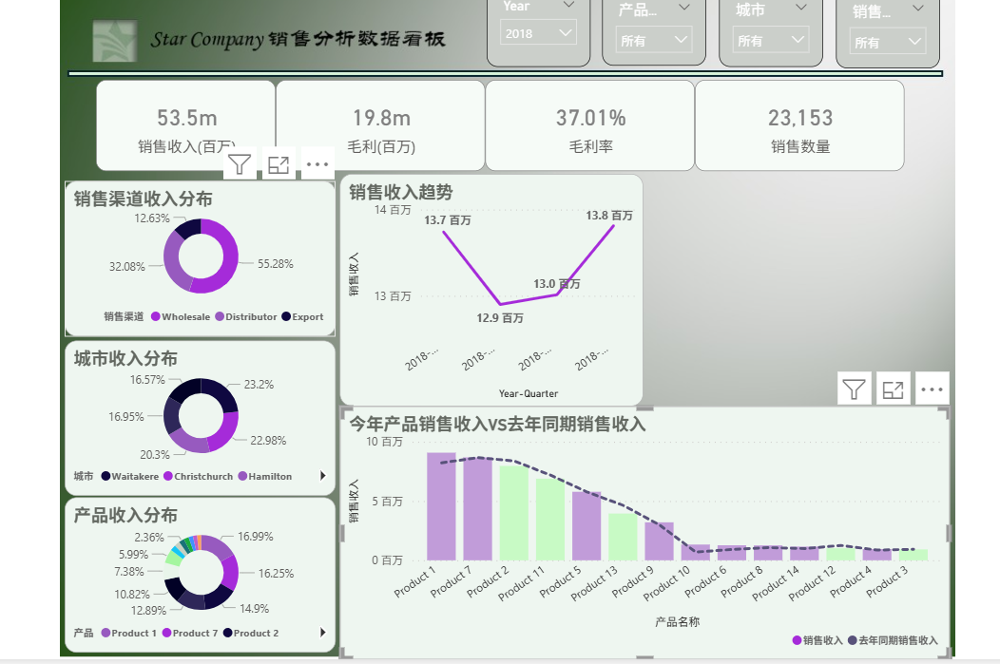 Star Company 销售分析数据看板
Year
2018
产品...
所有
城市
所有
销售...
所有
53.5m
销售收入(百万)
19.8m
毛利(百万)
37.01%
毛利率
23,153
销售数量
销售渠道收入分布
12.63%
32.08%
55.28%
销售渠道 Wholesale Distributor Export
销售收入趋势
14 百万
13 百万
销售收入
13.7 百万
12.9 百万
13.0 百万
13.8 百万
2018-...
2018-...
2018-...
2018-...
Year-Quarter
城市收入分布
16.57%
23.2%
16.95%
22.98%
20.3%
城市 Waitakere Christchurch Hamilton
产品收入分布
2.36%
16.99%
5.99%
16.25%
7.38%
10.82%
12.89%
14.9%
产品 Product 1 Product 7 Product 2
今年产品销售收入VS去年同期销售收入
10 百万
5 百万
0 百万
销售收入
Product 1
Product 7
Product 2
Product 11
Product 5
Product 13
Product 9
Product 10
Product 6
Product 8
Product 14
Product 12
Product 4
Product 3
产品名称
销售收入 去年同期销售收入